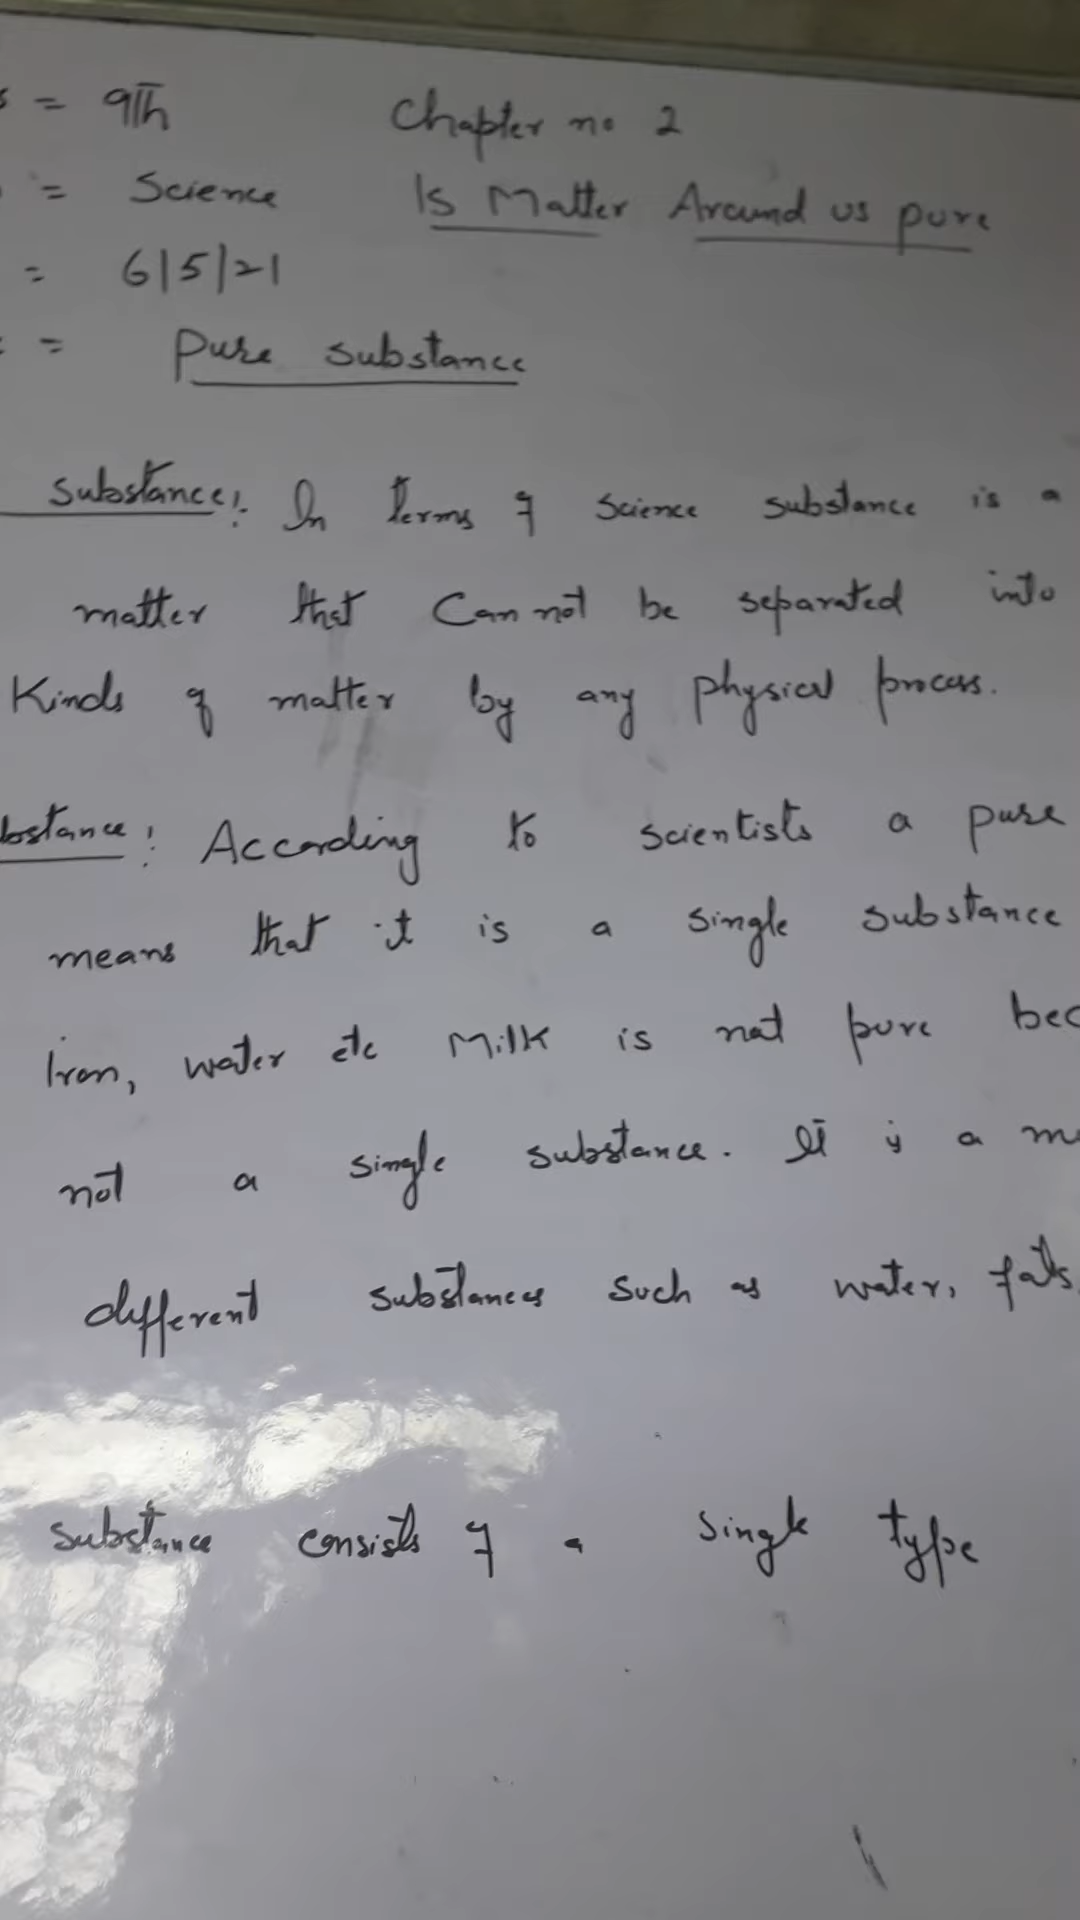 = 9th Chapter no 2
= Science Is Matter Around us pure
= 6/5/21
= Pure substance
substance:. In terms of science substance is a
matter that Can not be separated into
Kinds of matter by any physical process.
bstance: According to scientists a pure
means that it is a single substance
Iron, water etc Milk is not pure bec
not a single substance. It is a m
different substances such as water, fats,
substance consists of a single type